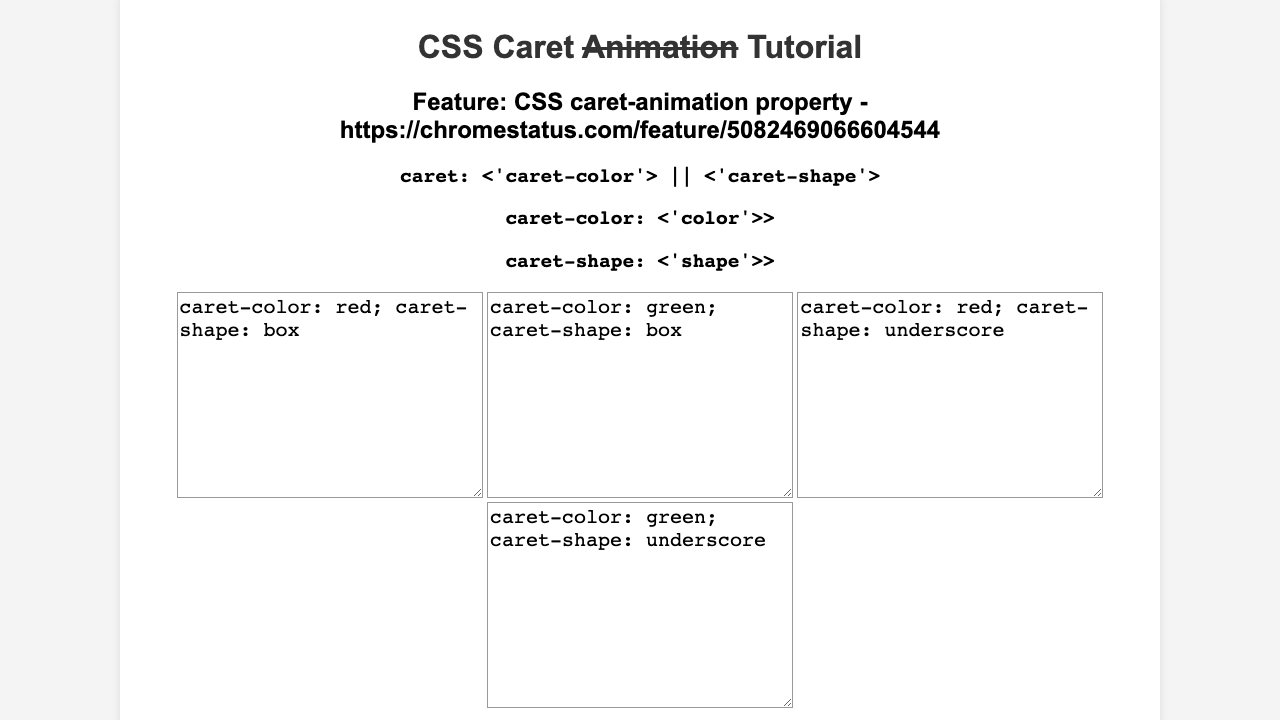 CSS Caret Animation Tutorial
Feature: CSS caret-animation property -
https://chromestatus.com/feature/5082469066604544
caret: <'caret-color'> || <'caret-shape'>
caret-color: <'color'>>
caret-shape: <'shape'>>
caret-color: red; caret-
shape: box
caret-color: green;
caret-shape: box
caret-color: red; caret-
shape: underscore
caret-color: green;
caret-shape: underscore